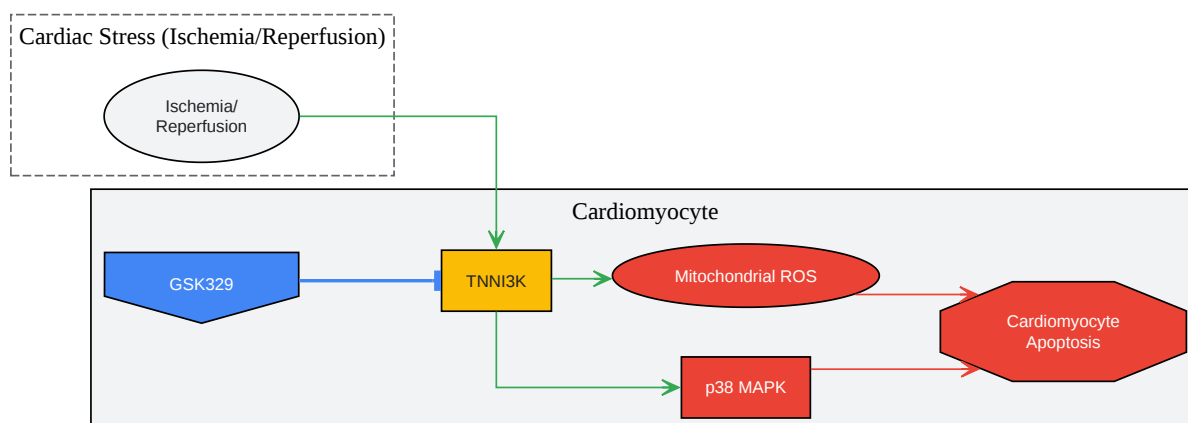 Cardiac Stress (Ischemia/Reperfusion)
Ischemia/
Reperfusion
Cardiomyocyte
GSK329
TNNI3K
Mitochondrial ROS
Cardiomyocyte
Apoptosis
p38 MAPK